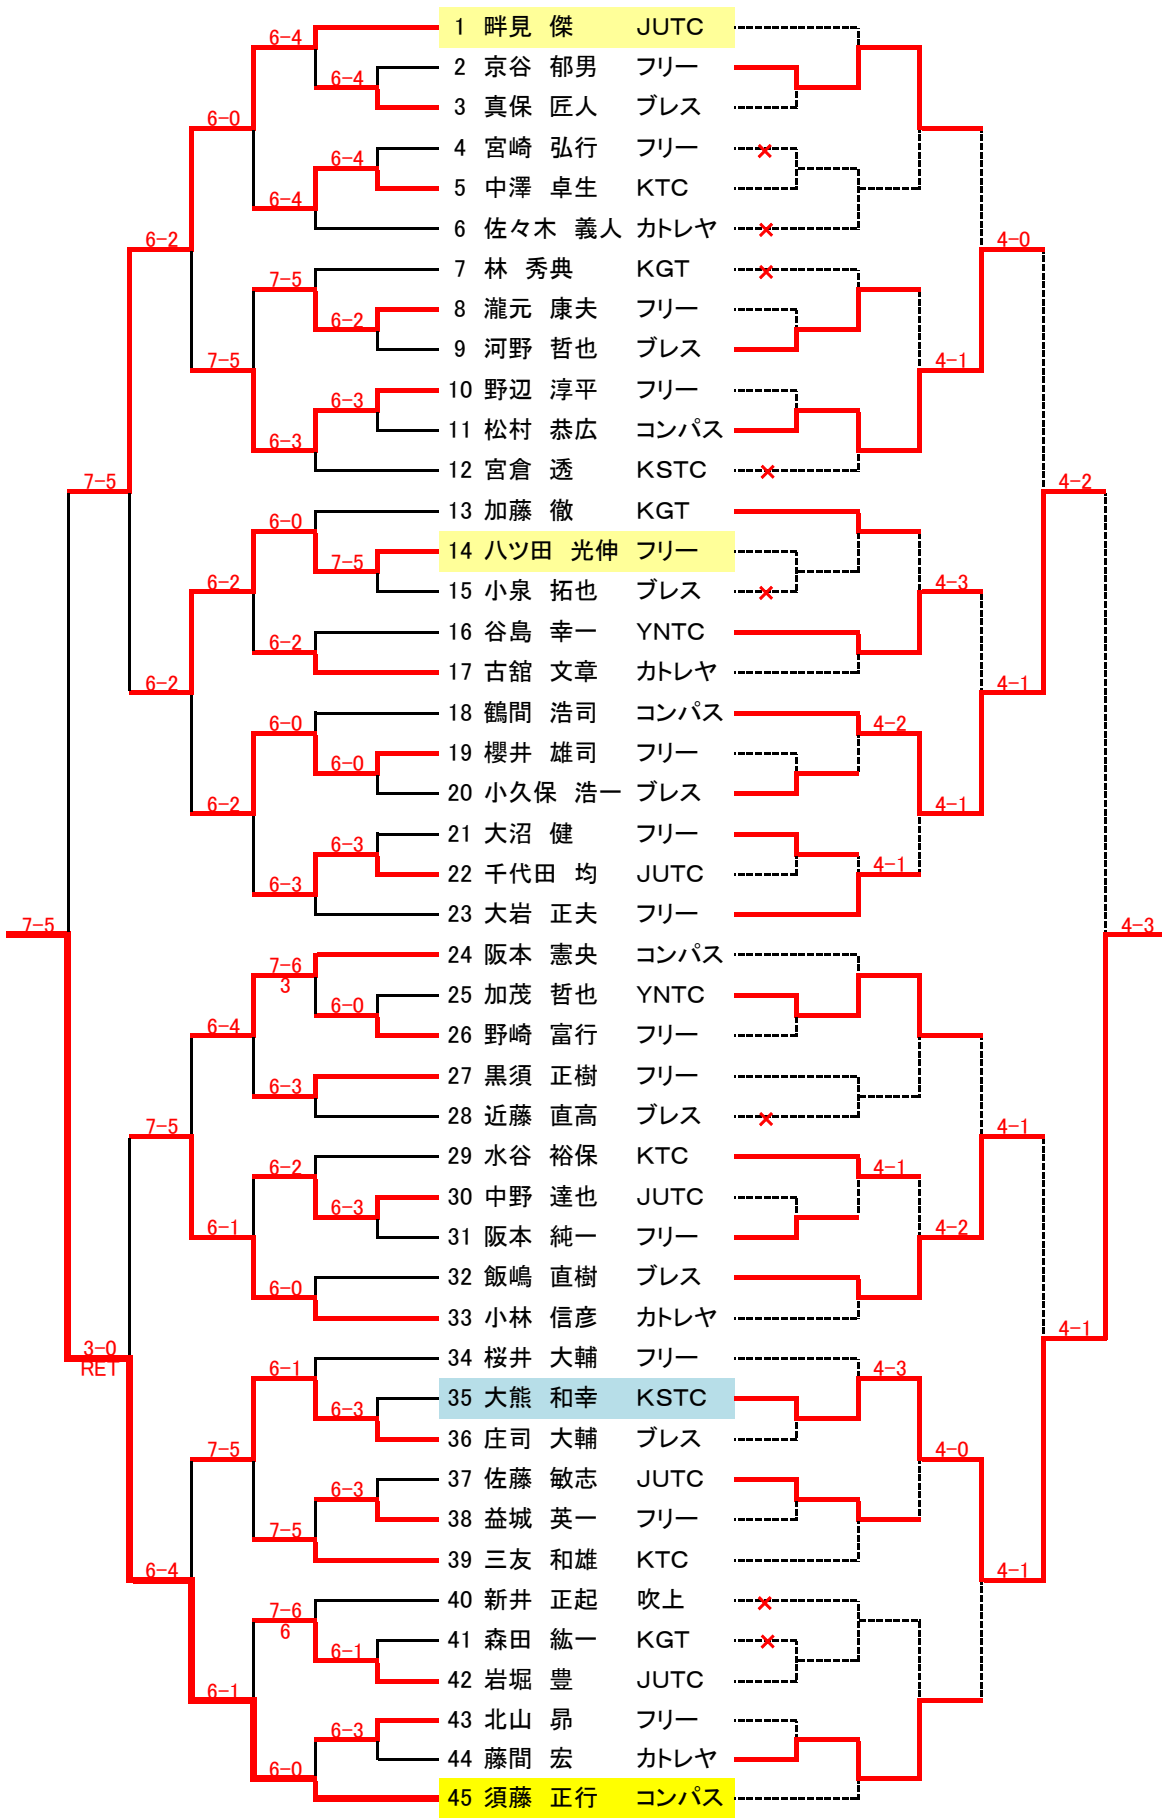 1 畔見 傑 JUTC
6-4
2 京谷 郁男 フリー
6-4
3 真保 匠人 ブレス
6-0
4 宮崎 弘行 フリー ×
6-4
5 中澤 卓生 KTC
6-4
6 佐々木 義人 カトレヤ ×
6-2 4-0
7 林 秀典 KGT ×
7-5
8 瀧元 康夫 フリー
6-2
9 河野 哲也 ブレス
7-5 4-1
10 野辺 淳平 フリー
6-3
11 松村 恭広 コンパス
6-3
12 宮倉 透 KSTC ×
7-5 4-2
13 加藤 徹 KGT
6-0
14 八ツ田 光伸 フリー
7-5
15 小泉 拓也 ブレス ×
6-2 4-3
16 谷島 幸一 YNTC
6-2
17 古舘 文章 カトレヤ
6-2 4-1
18 鶴間 浩司 コンパス
6-0 4-2
19 櫻井 雄司 フリー
6-0
20 小久保 浩一 ブレス
6-2 4-1
21 大沼 健 フリー
6-3
22 千代田 均 JUTC
6-3 4-1
23 大岩 正夫 フリー
7-5 4-3
24 阪本 憲央 コンパス
7-6
3
25 加茂 哲也 YNTC
6-0
26 野崎 富行 フリー
6-4
27 黒須 正樹 フリー
6-3
28 近藤 直高 ブレス ×
7-5 4-1
29 水谷 裕保 KTC
6-2 4-1
30 中野 達也 JUTC
6-3
31 阪本 純一 フリー
6-1 4-2
32 飯嶋 直樹 ブレス
6-0
33 小林 信彦 カトレヤ
3-0 4-1
RET
34 桜井 大輔 フリー
6-1 4-3
35 大熊 和幸 KSTC
6-3
36 庄司 大輔 ブレス
7-5 4-0
37 佐藤 敏志 JUTC
6-3
38 益城 英一 フリー
7-5
39 三友 和雄 KTC
6-4 4-1
40 新井 正起 吹上 ×
7-6
6
41 森田 紘一 KGT ×
6-1
42 岩堀 豊 JUTC
6-1
43 北山 昴 フリー
6-3
44 藤間 宏 カトレヤ
6-0
45 須藤 正行 コンパス